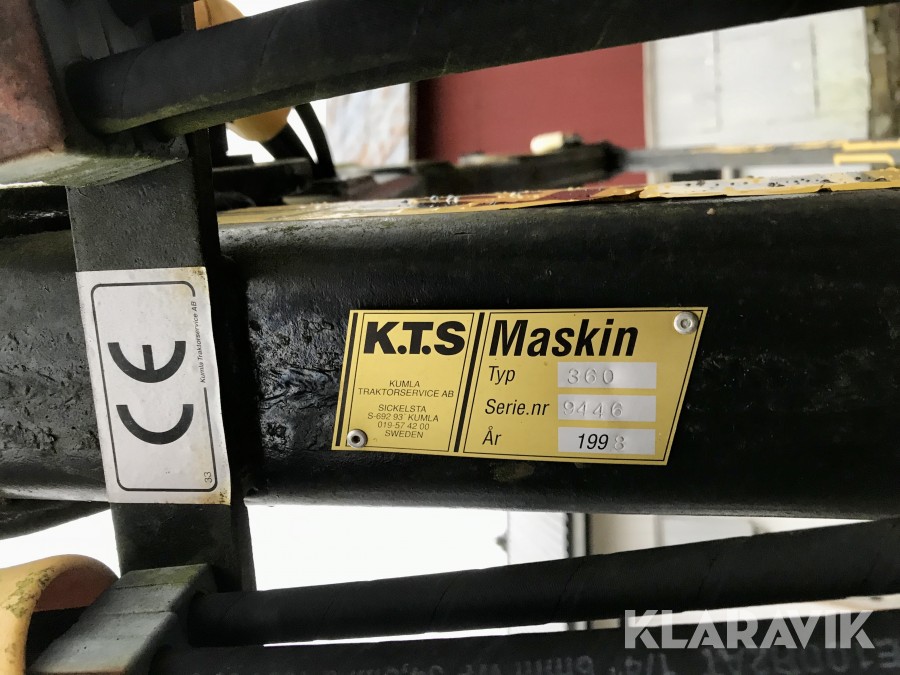 K.T.S
KUMLA
TRAKTORSERVICE AB
SICKELSTA
S-692 93 KUMLA
019-57 42 00
SWEDEN
Maskin
Typ 360
Serie.nr 9446
År 1998
CE
Kumla Traktorservice AB
33
KLARAVIK